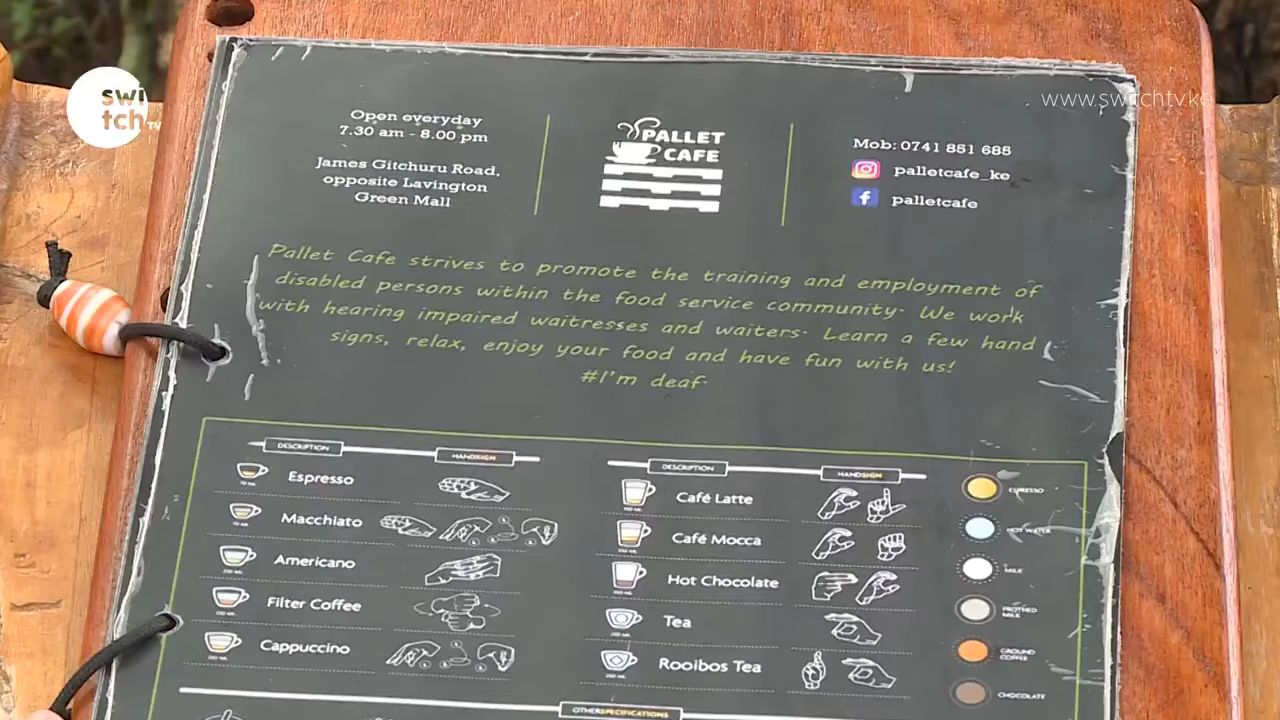 switch TV
www.switchtv.ke
Open everyday
7.30 am - 8.00 pm
James Gitchuru Road,
opposite Lavington
Green Mall
PALLET
CAFE
Mob: 0741 851 685
palletcafe_ke
palletcafe
Pallet Cafe strives to promote the training and employment of
disabled persons within the food service community. We work
with hearing impaired waitresses and waiters. Learn a few hand
signs, relax, enjoy your food and have fun with us!
#I'm deaf.
DESCRIPTION HANDSIGN
Espresso
Macchiato
Americano
Filter Coffee
Cappuccino
DESCRIPTION HANDSIGN
Café Latte
Café Mocca
Hot Chocolate
Tea
Rooibos Tea
ESPRESSO
HOT WATER
MILK
FROTHED
MILK
GROUND
COFFEE
CHOCOLATE
OTHERSPECIFICATIONS